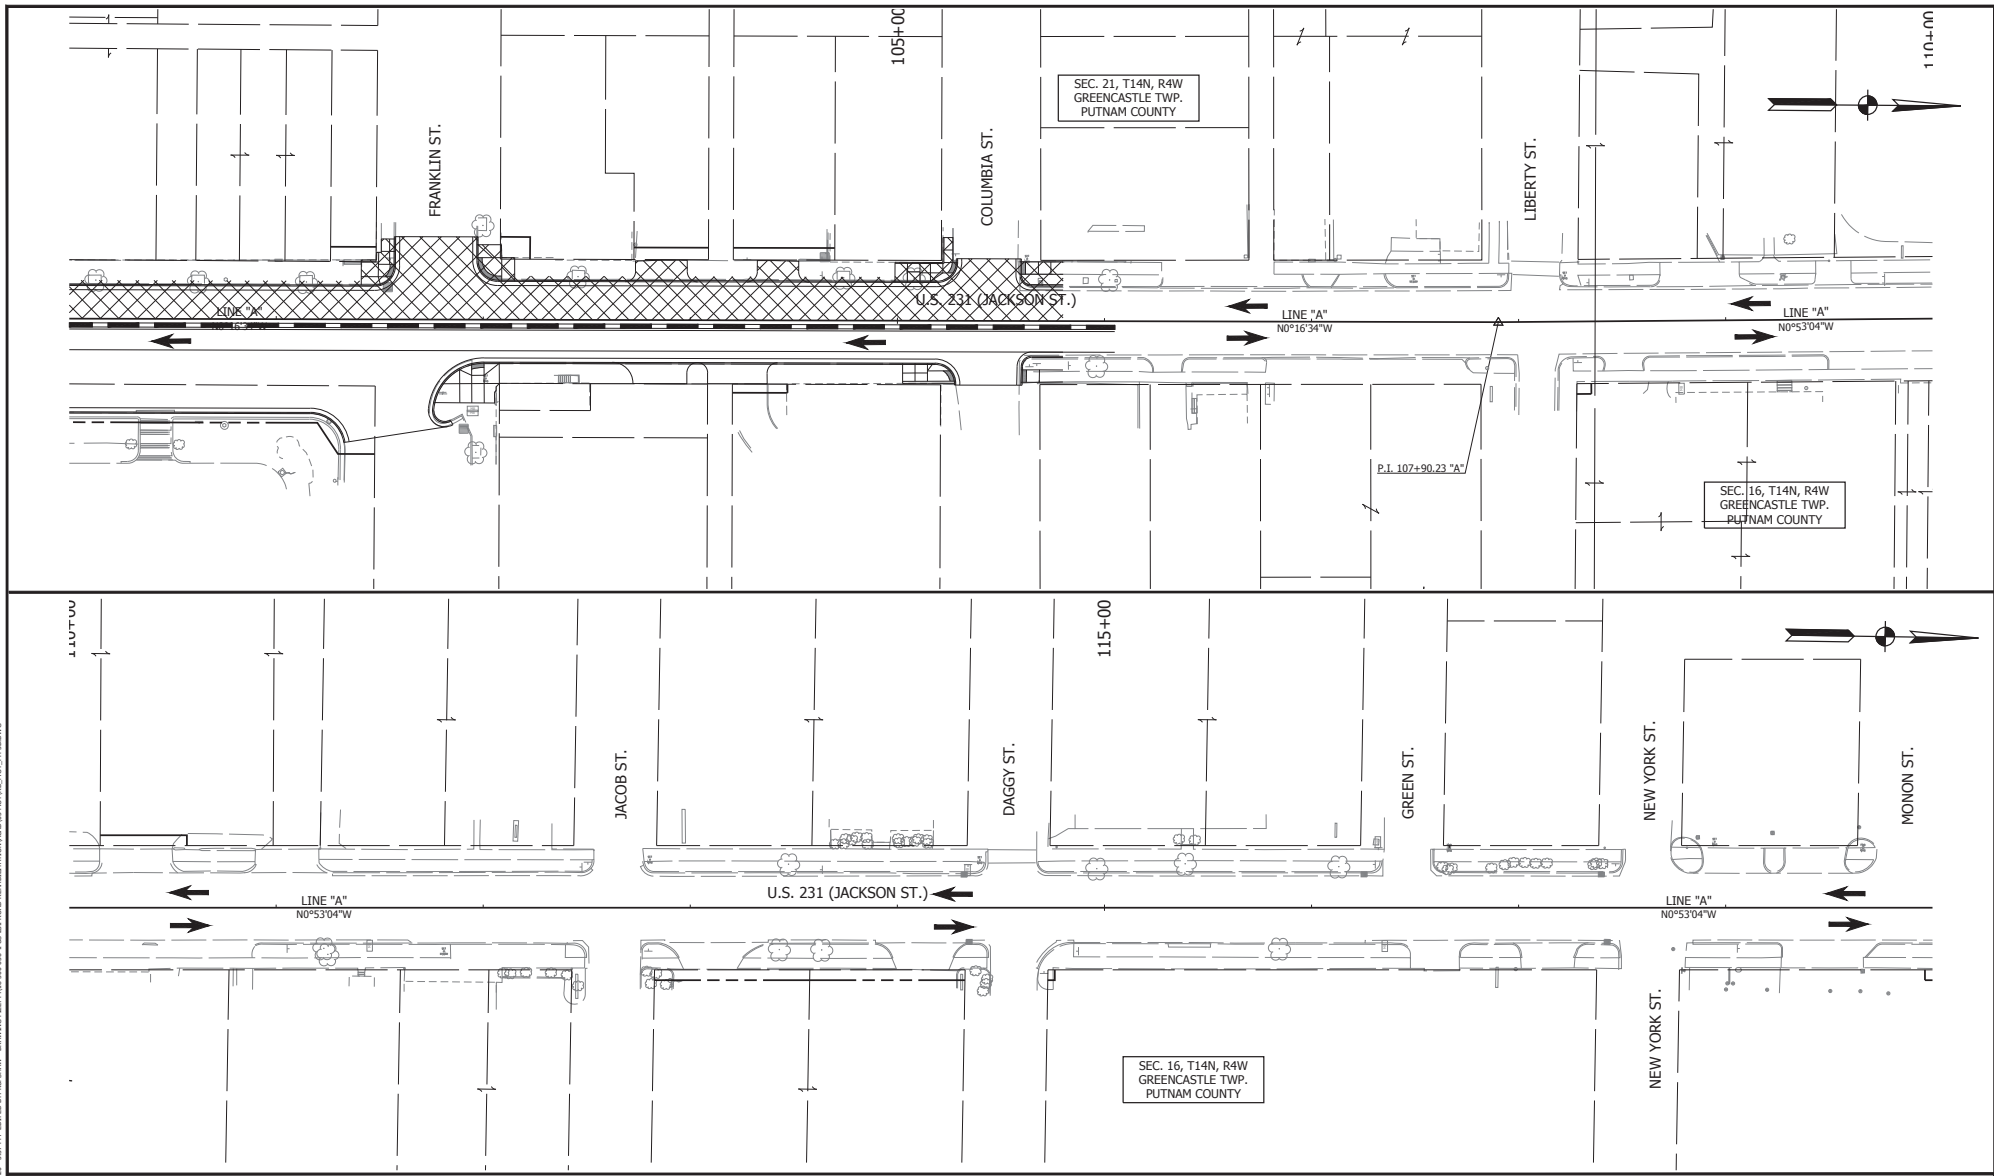 105+00
110+00
SEC. 21, T14N, R4W
GREENCASTLE TWP.
PUTNAM COUNTY
FRANKLIN ST.
COLUMBIA ST.
LIBERTY ST.
U.S. 231 (JACKSON ST.)
LINE "A"
LINE "A"
N0°16'34"W
LINE "A"
N0°53'04"W
P.I. 107+90.23 "A"
SEC. 16, T14N, R4W
GREENCASTLE TWP.
PUTNAM COUNTY
110+00
115+00
JACOB ST.
DAGGY ST.
GREEN ST.
NEW YORK ST.
MONON ST.
U.S. 231 (JACKSON ST.)
LINE "A"
N0°53'04"W
LINE "A"
N0°53'04"W
NEW YORK ST.
SEC. 16, T14N, R4W
GREENCASTLE TWP.
PUTNAM COUNTY